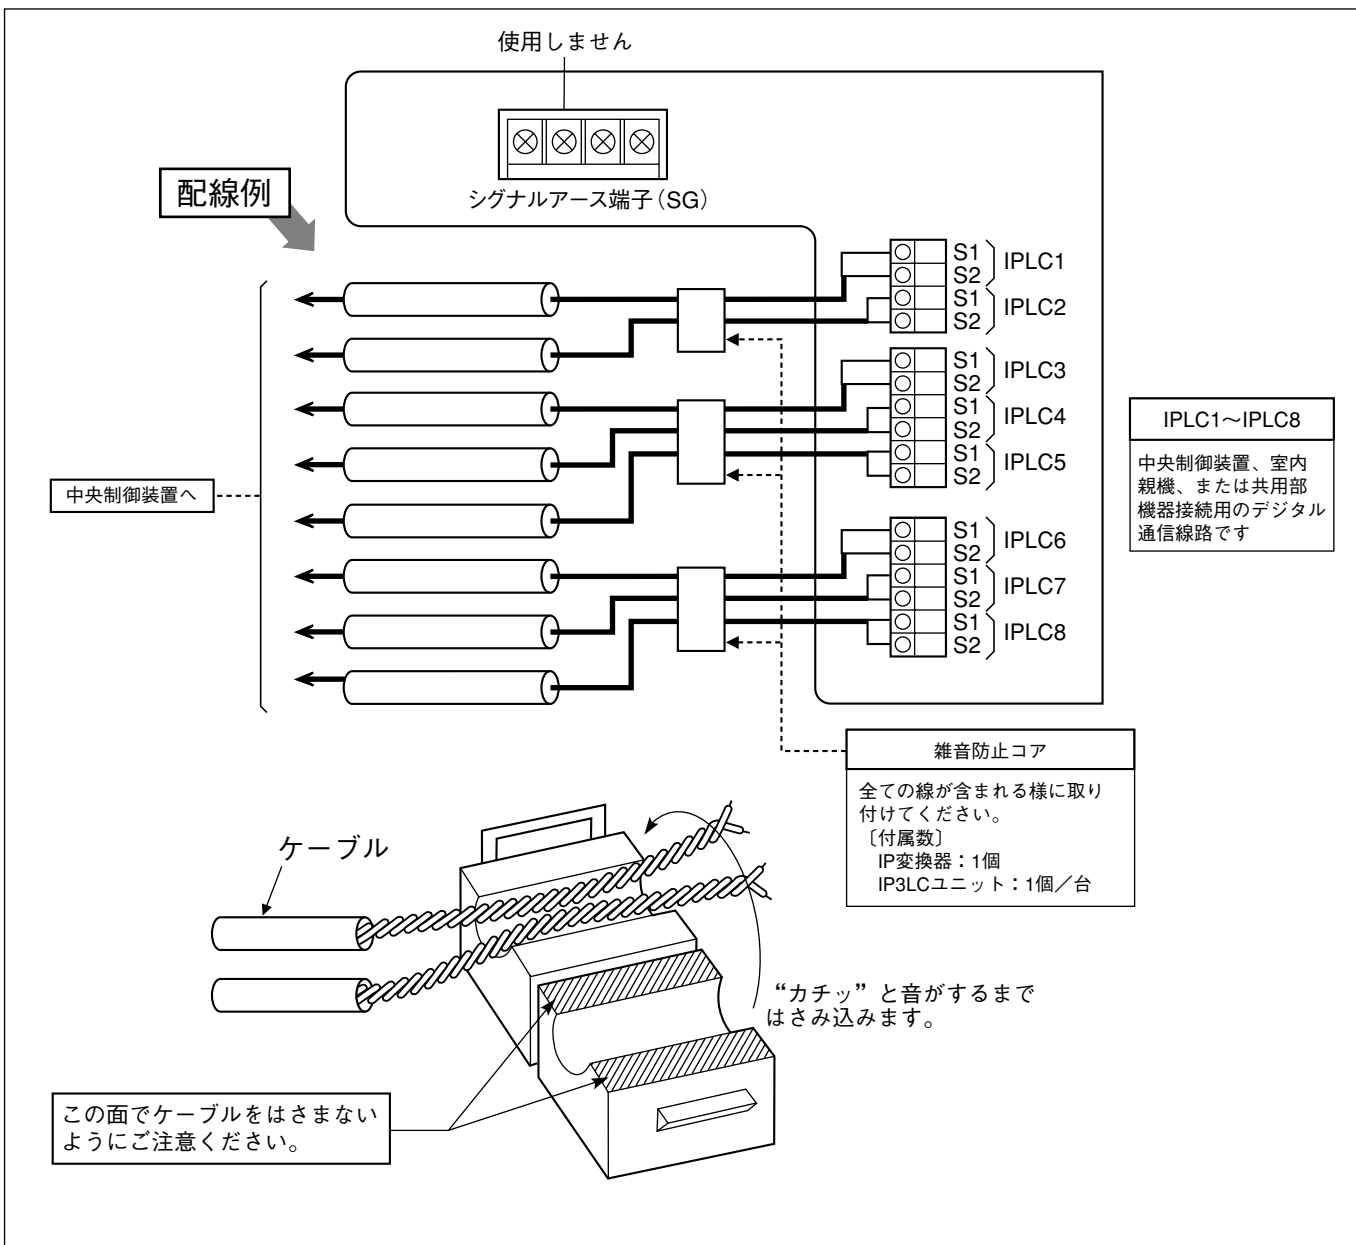 使用しません
シグナルアース端子（SG）
配線例
S1
S2
IPLC1
S1
S2
IPLC2
S1
S2
IPLC3
S1
S2
IPLC4
S1
S2
IPLC5
S1
S2
IPLC6
S1
S2
IPLC7
S1
S2
IPLC8
中央制御装置へ
IPLC1～IPLC8
中央制御装置、室内
親機、または共用部
機器接続用のデジタル
通信線路です
雑音防止コア
全ての線が含まれる様に取り
付けてください。
〔付属数〕
IP変換器：1個
IP3LCユニット：1個／台
ケーブル
“カチッ”と音がするまで
はさみ込みます。
この面でケーブルをはさまない
ようにご注意ください。